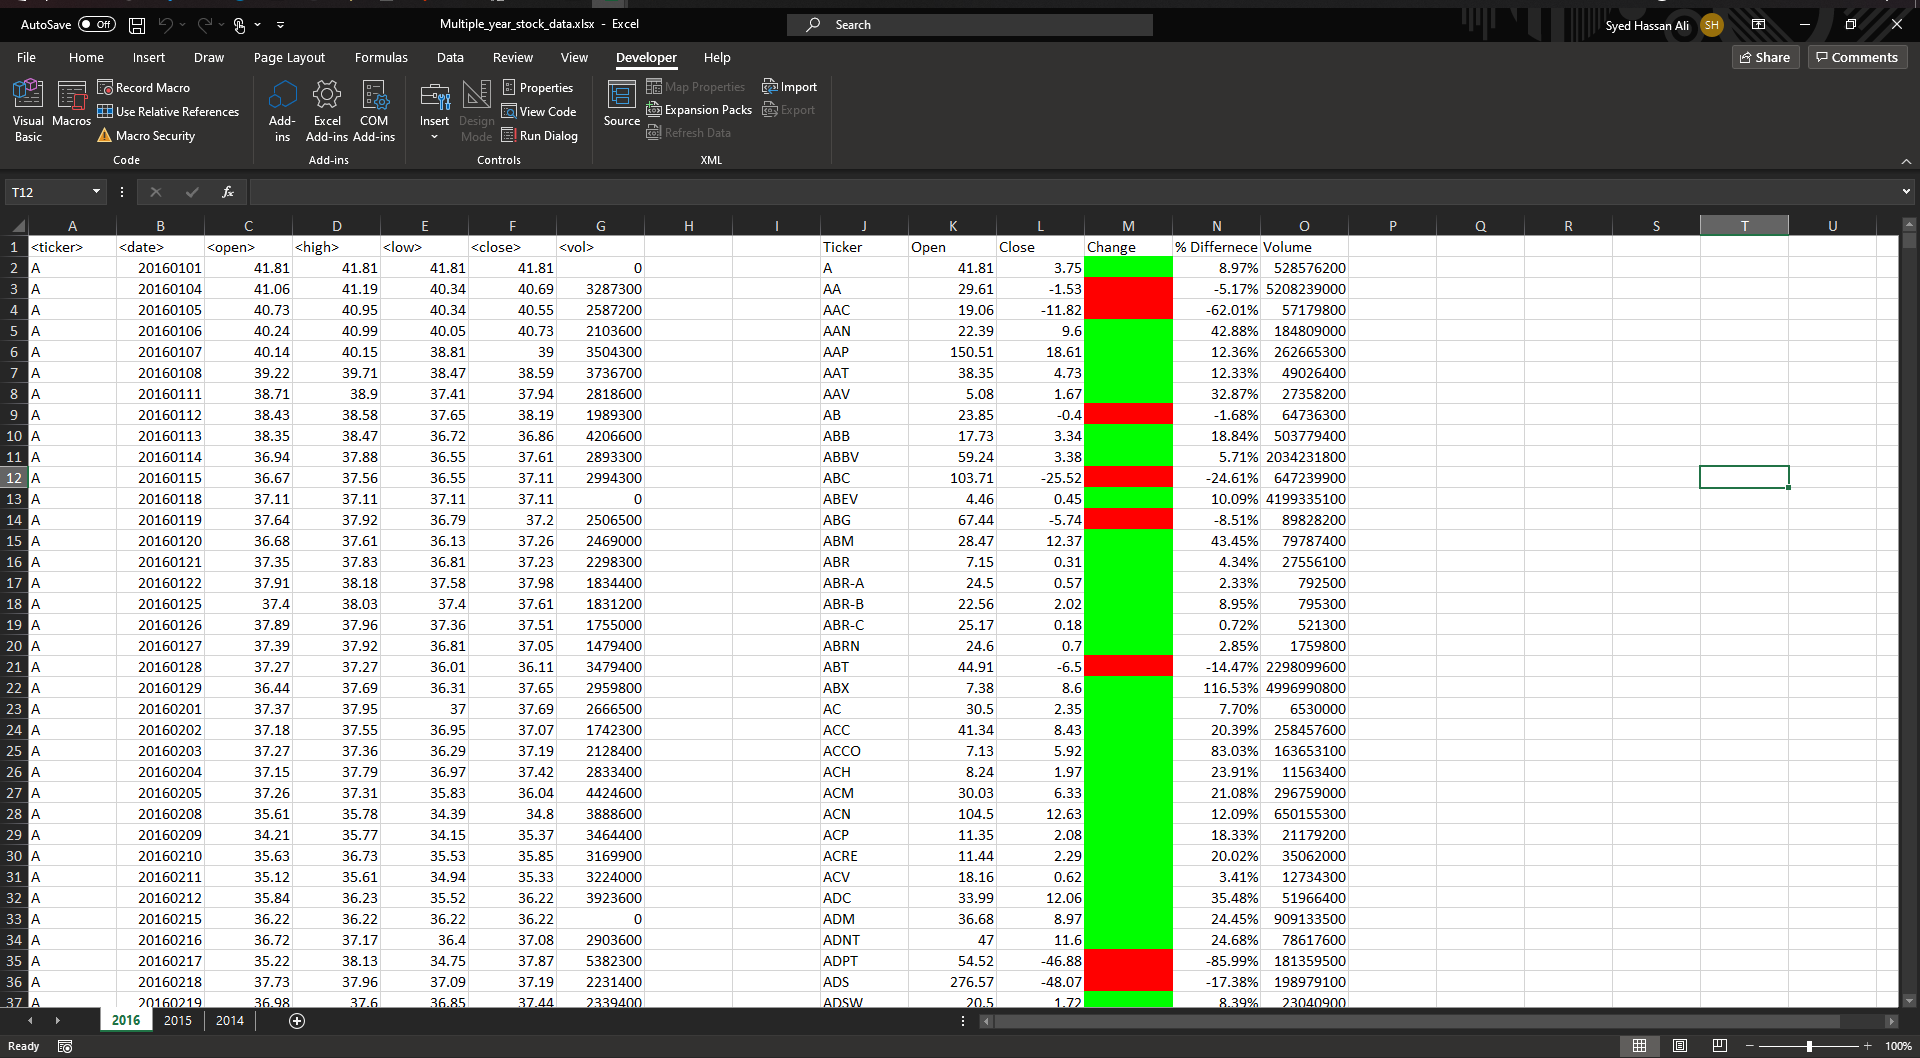 AutoSave Off Multiple_year_stock_data.xlsx - Excel Search Syed Hassan Ali SH
File Home Insert Draw Page Layout Formulas Data Review View Developer Help Share Comments
Visual Basic Macros Record Macro Use Relative References Macro Security Code
Add-ins Excel Add-ins COM Add-ins Add-ins
Insert Design Mode Properties View Code Run Dialog Controls
Source Map Properties Expansion Packs Refresh Data Import Export XML
T12 fx
A B C D E F G H I J K L M N O P Q R S T U
1 <ticker> <date> <open> <high> <low> <close> <vol> Ticker Open Close Change % Differnece Volume
2 A 20160101 41.81 41.81 41.81 41.81 0 A 41.81 3.75 8.97% 528576200
3 A 20160104 41.06 41.19 40.34 40.69 3287300 AA 29.61 -1.53 -5.17% 5208239000
4 A 20160105 40.73 40.95 40.34 40.55 2587200 AAC 19.06 -11.82 -62.01% 57179800
5 A 20160106 40.24 40.99 40.05 40.73 2103600 AAN 22.39 9.6 42.88% 184809000
6 A 20160107 40.14 40.15 38.81 39 3504300 AAP 150.51 18.61 12.36% 262665300
7 A 20160108 39.22 39.71 38.47 38.59 3736700 AAT 38.35 4.73 12.33% 49026400
8 A 20160111 38.71 38.9 37.41 37.94 2818600 AAV 5.08 1.67 32.87% 27358200
9 A 20160112 38.43 38.58 37.65 38.19 1989300 AB 23.85 -0.4 -1.68% 64736300
10 A 20160113 38.35 38.47 36.72 36.86 4206600 ABB 17.73 3.34 18.84% 503779400
11 A 20160114 36.94 37.88 36.55 37.61 2893300 ABBV 59.24 3.38 5.71% 2034231800
12 A 20160115 36.67 37.56 36.55 37.11 2994300 ABC 103.71 -25.52 -24.61% 647239900
13 A 20160118 37.11 37.11 37.11 37.11 0 ABEV 4.46 0.45 10.09% 4199335100
14 A 20160119 37.64 37.92 36.79 37.2 2506500 ABG 67.44 -5.74 -8.51% 89828200
15 A 20160120 36.68 37.61 36.13 37.26 2469000 ABM 28.47 12.37 43.45% 79787400
16 A 20160121 37.35 37.83 36.81 37.23 2298300 ABR 7.15 0.31 4.34% 27556100
17 A 20160122 37.91 38.18 37.58 37.98 1834400 ABR-A 24.5 0.57 2.33% 792500
18 A 20160125 37.4 38.03 37.4 37.61 1831200 ABR-B 22.56 2.02 8.95% 795300
19 A 20160126 37.89 37.96 37.36 37.51 1755000 ABR-C 25.17 0.18 0.72% 521300
20 A 20160127 37.39 37.92 36.81 37.05 1479400 ABRN 24.6 0.7 2.85% 1759800
21 A 20160128 37.27 37.27 36.01 36.11 3479400 ABT 44.91 -6.5 -14.47% 2298099600
22 A 20160129 36.44 37.69 36.31 37.65 2959800 ABX 7.38 8.6 116.53% 4996990800
23 A 20160201 37.37 37.95 37 37.69 2666500 AC 30.5 2.35 7.70% 6530000
24 A 20160202 37.18 37.55 36.95 37.07 1742300 ACC 41.34 8.43 20.39% 258457600
25 A 20160203 37.27 37.36 36.29 37.19 2128400 ACCO 7.13 5.92 83.03% 163653100
26 A 20160204 37.15 37.79 36.97 37.42 2833400 ACH 8.24 1.97 23.91% 11563400
27 A 20160205 37.26 37.31 35.83 36.04 4424600 ACM 30.03 6.33 21.08% 296759000
28 A 20160208 35.61 35.78 34.39 34.8 3888600 ACN 104.5 12.63 12.09% 650155300
29 A 20160209 34.21 35.77 34.15 35.37 3464400 ACP 11.35 2.08 18.33% 21179200
30 A 20160210 35.63 36.73 35.53 35.85 3169900 ACRE 11.44 2.29 20.02% 35062000
31 A 20160211 35.12 35.61 34.94 35.33 3224000 ACV 18.16 0.62 3.41% 12734300
32 A 20160212 35.84 36.23 35.52 36.22 3923600 ADC 33.99 12.06 35.48% 51966400
33 A 20160215 36.22 36.22 36.22 36.22 0 ADM 36.68 8.97 24.45% 909133500
34 A 20160216 36.72 37.17 36.4 37.08 2903600 ADNT 47 11.6 24.68% 78617600
35 A 20160217 35.22 38.13 34.75 37.87 5382300 ADPT 54.52 -46.88 -85.99% 181359500
36 A 20160218 37.73 37.96 37.09 37.19 2231400 ADS 276.57 -48.07 -17.38% 198979100
37 A 20160219 36.98 37.6 36.85 37.44 2339400 ADSW 20.5 1.72 8.39% 23040900
2016 2015 2014
Ready 100%